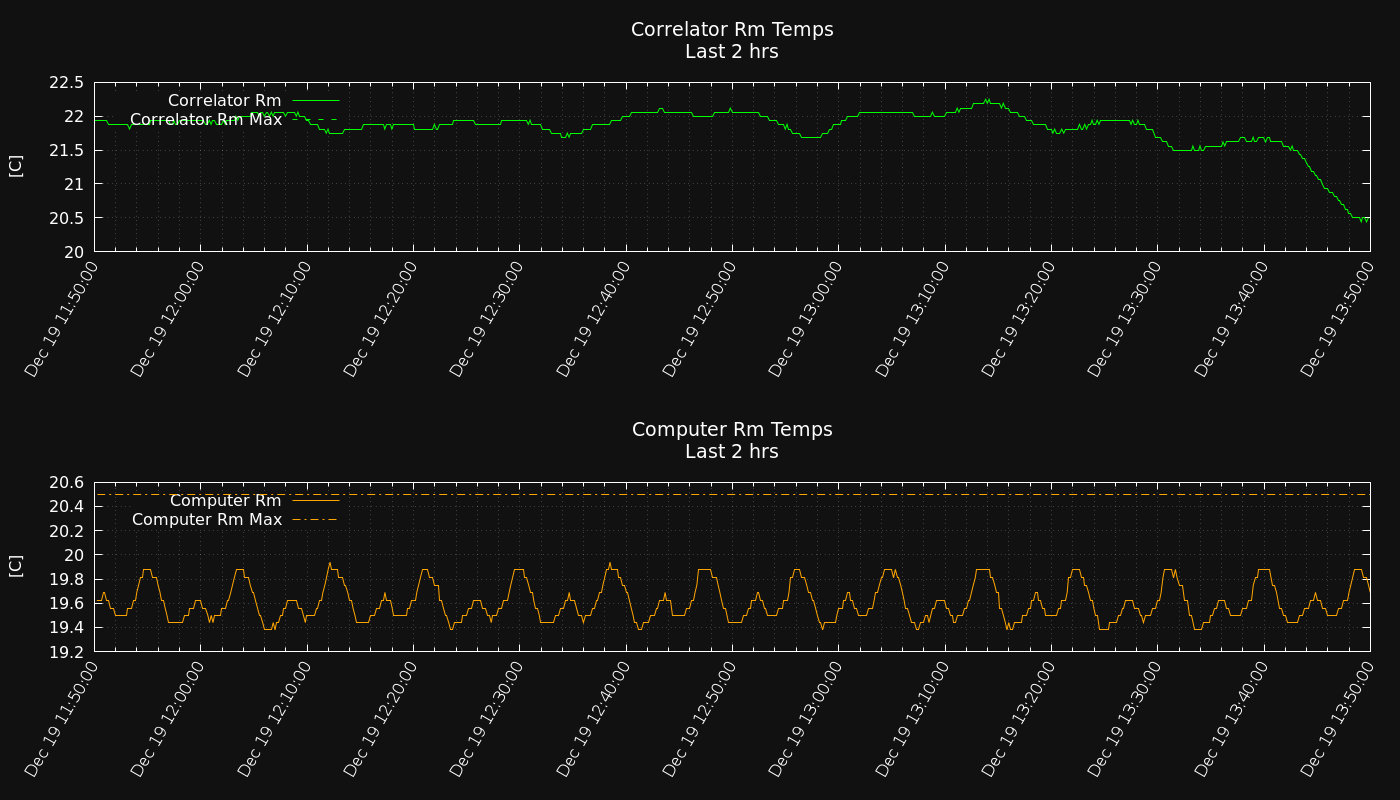 Correlator Rm Temps
Last 2 hrs
[C]
22.5
22
21.5
21
20.5
20
Correlator Rm
Correlator Rm Max
Dec 19 11:50:00
Dec 19 12:00:00
Dec 19 12:10:00
Dec 19 12:20:00
Dec 19 12:30:00
Dec 19 12:40:00
Dec 19 12:50:00
Dec 19 13:00:00
Dec 19 13:10:00
Dec 19 13:20:00
Dec 19 13:30:00
Dec 19 13:40:00
Dec 19 13:50:00
Computer Rm Temps
Last 2 hrs
[C]
20.6
20.4
20.2
20
19.8
19.6
19.4
19.2
Computer Rm
Computer Rm Max
Dec 19 11:50:00
Dec 19 12:00:00
Dec 19 12:10:00
Dec 19 12:20:00
Dec 19 12:30:00
Dec 19 12:40:00
Dec 19 12:50:00
Dec 19 13:00:00
Dec 19 13:10:00
Dec 19 13:20:00
Dec 19 13:30:00
Dec 19 13:40:00
Dec 19 13:50:00